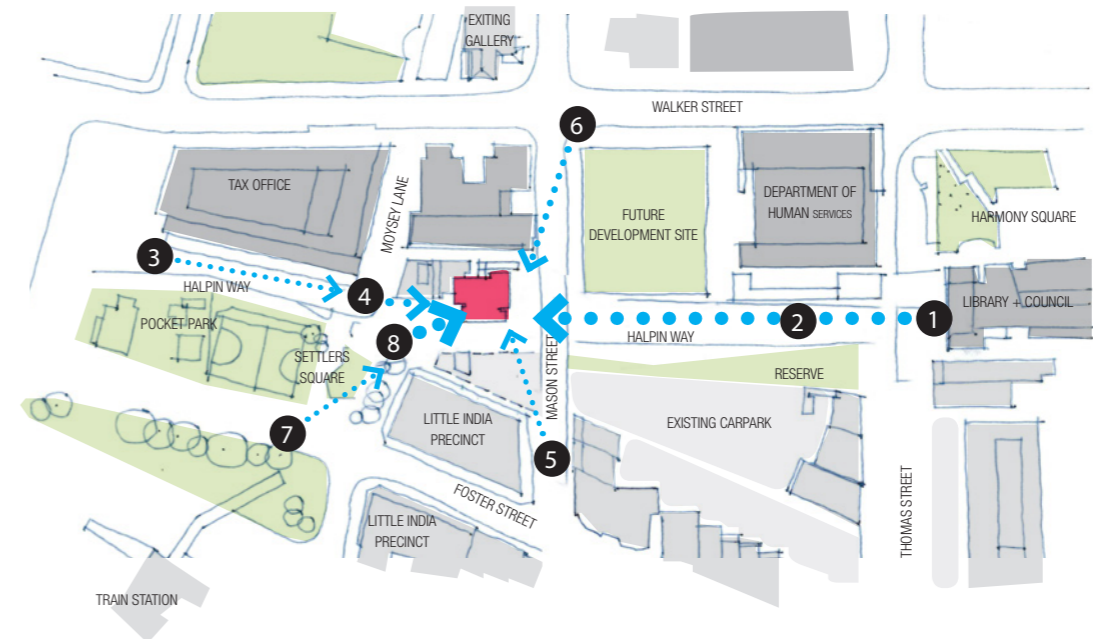 EXITING
GALLERY
WALKER STREET
6
TAX OFFICE
MOYSEY LANE
FUTURE
DEVELOPMENT SITE
DEPARTMENT OF
HUMAN SERVICES
HARMONY SQUARE
3
HALPIN WAY
4
POCKET PARK
8
SETTLERS
SQUARE
MASON STREET
2
HALPIN WAY
1
LIBRARY + COUNCIL
RESERVE
7
LITTLE INDIA
PRECINCT
5
EXISTING CARPARK
FOSTER STREET
THOMAS STREET
LITTLE INDIA
PRECINCT
TRAIN STATION